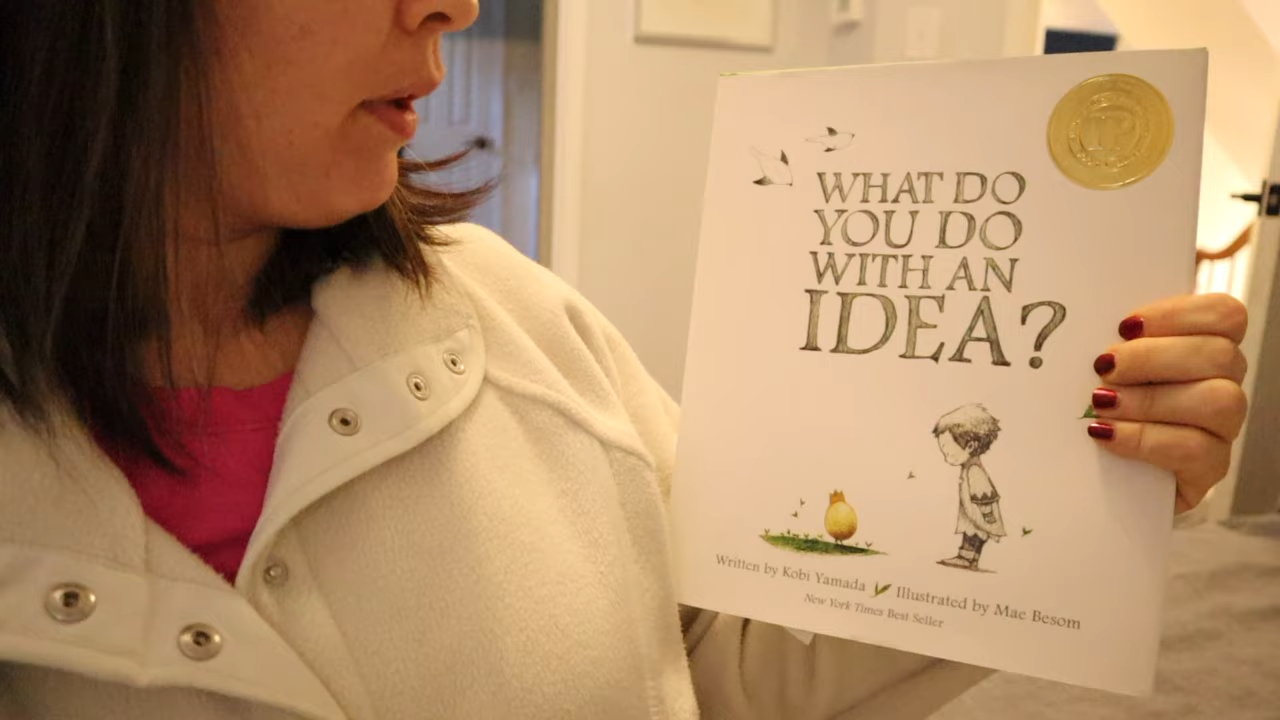 WHAT DO
YOU DO
WITH AN
IDEA?
Written by Kobi Yamada Illustrated by Mae Besom
New York Times Best Seller